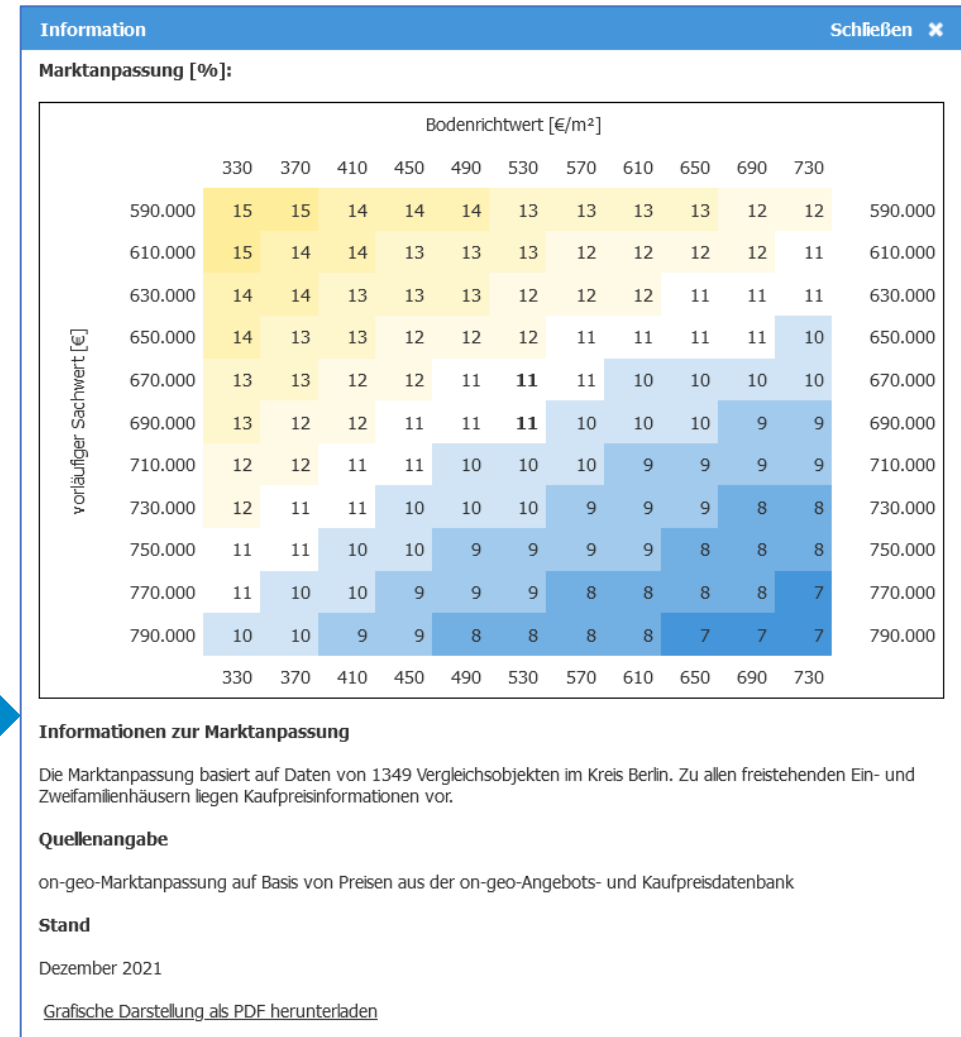 Information Schließen ✖
Marktanpassung [%]:
Bodenrichtwert [€/m²]
330 370 410 450 490 530 570 610 650 690 730
vorläufiger Sachwert [€]
590.000 15 15 14 14 14 13 13 13 13 12 12 590.000
610.000 15 14 14 13 13 13 12 12 12 12 11 610.000
630.000 14 14 13 13 13 12 12 12 11 11 11 630.000
650.000 14 13 13 12 12 12 11 11 11 11 10 650.000
670.000 13 13 12 12 11 11 11 10 10 10 10 670.000
690.000 13 12 12 11 11 11 10 10 10 9 9 690.000
710.000 12 12 11 11 10 10 10 9 9 9 9 710.000
730.000 12 11 11 10 10 10 9 9 9 8 8 730.000
750.000 11 11 10 10 9 9 9 9 8 8 8 750.000
770.000 11 10 10 9 9 9 8 8 8 8 7 770.000
790.000 10 10 9 9 8 8 8 8 7 7 7 790.000
330 370 410 450 490 530 570 610 650 690 730
Informationen zur Marktanpassung
Die Marktanpassung basiert auf Daten von 1349 Vergleichsobjekten im Kreis Berlin. Zu allen freistehenden Ein- und
Zweifamilienhäusern liegen Kaufpreisinformationen vor.
Quellenangabe
on-geo-Marktanpassung auf Basis von Preisen aus der on-geo-Angebots- und Kaufpreisdatenbank
Stand
Dezember 2021
Grafische Darstellung als PDF herunterladen